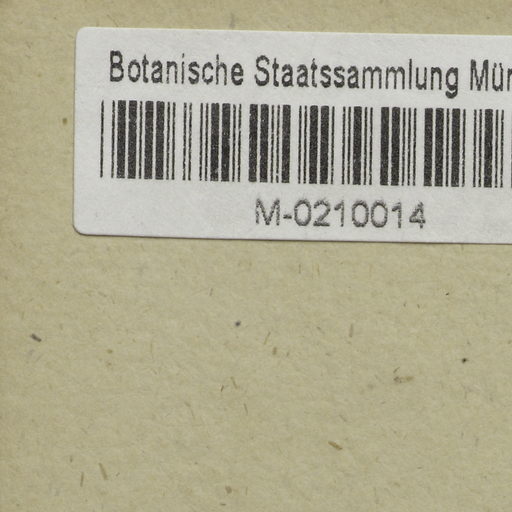 Botanische Staatssammlung Mün
M-0210014